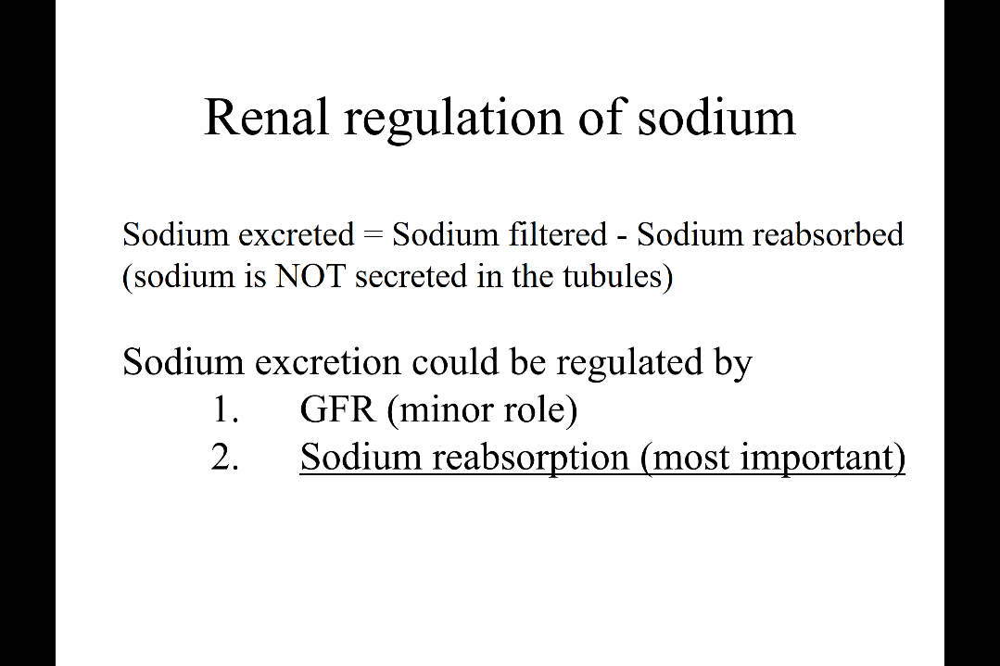 Renal regulation of sodium
Sodium excreted = Sodium filtered - Sodium reabsorbed
(sodium is NOT secreted in the tubules)
Sodium excretion could be regulated by
1. GFR (minor role)
2. Sodium reabsorption (most important)